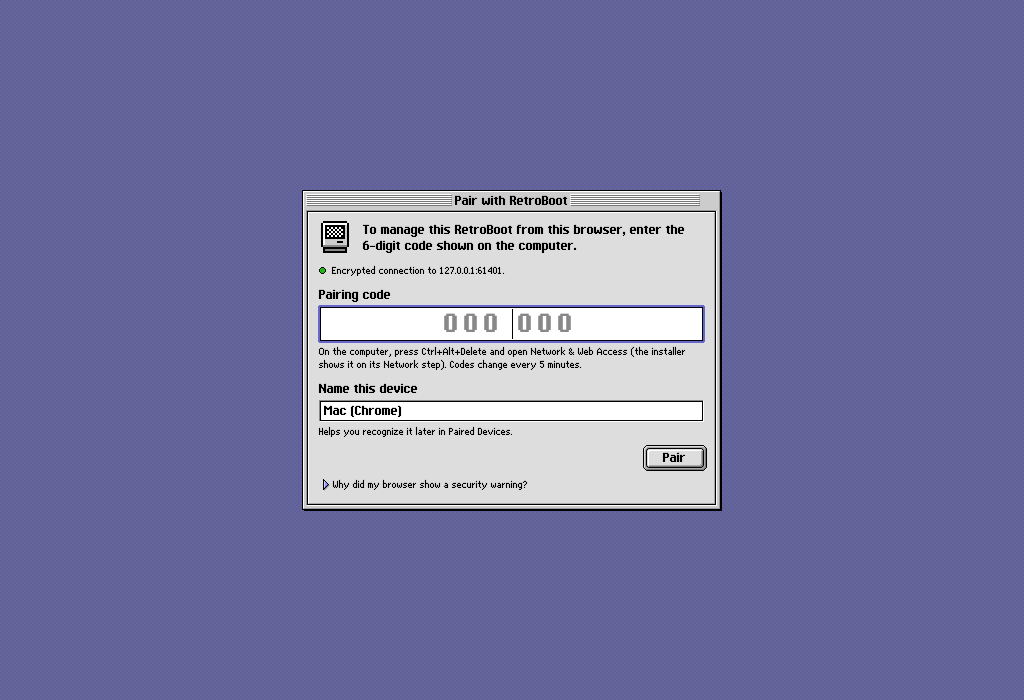 Pair with RetroBoot
To manage this RetroBoot from this browser, enter the
6-digit code shown on the computer.
Encrypted connection to 127.0.0.1:61401.
Pairing code
000 000
On the computer, press Ctrl+Alt+Delete and open Network & Web Access (the installer
shows it on its Network step). Codes change every 5 minutes.
Name this device
Mac (Chrome)
Helps you recognize it later in Paired Devices.
Pair
Why did my browser show a security warning?